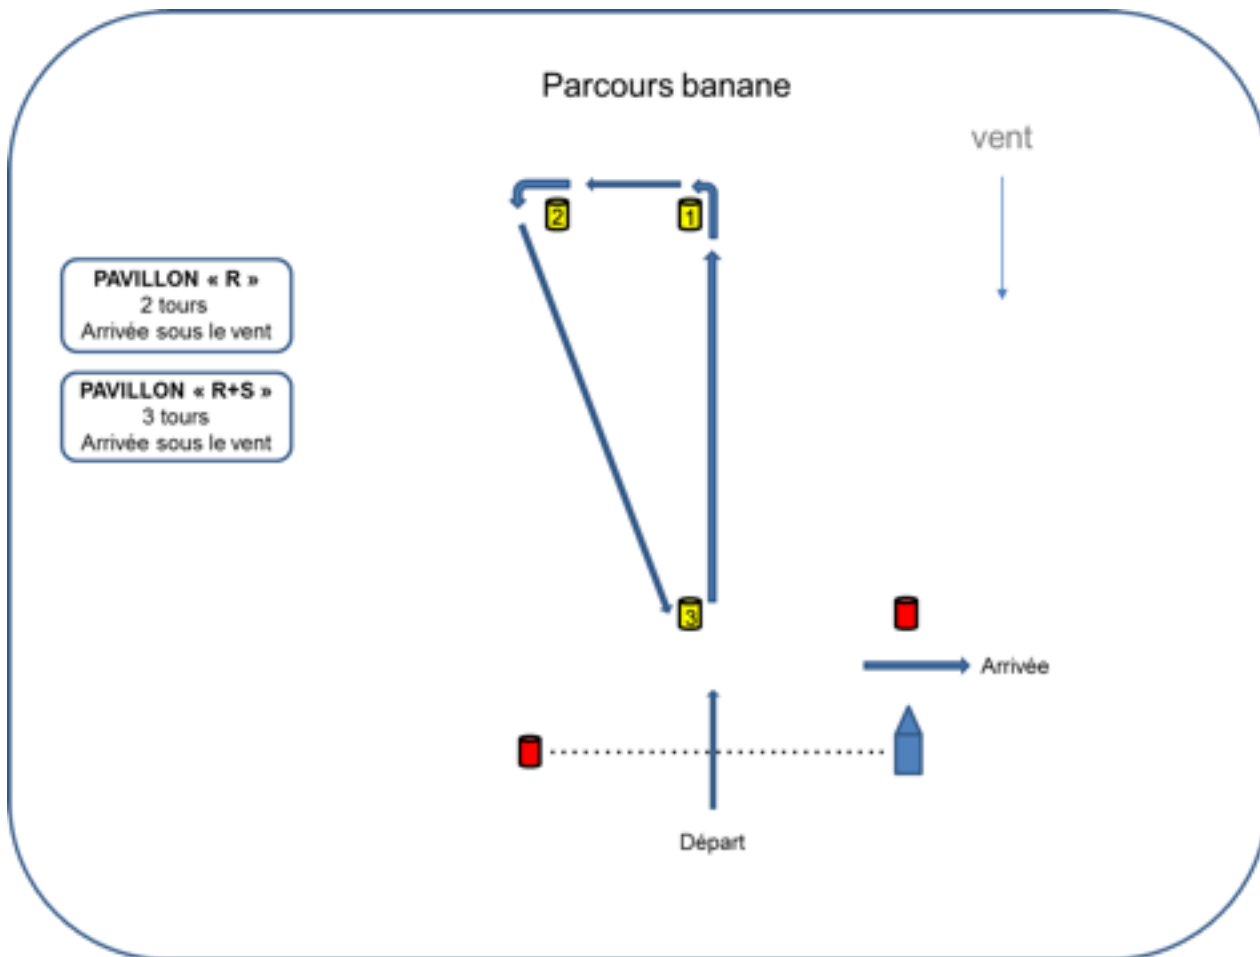 Parcours banane
vent
2
1
PAVILLON « R »
2 tours
Arrivée sous le vent
PAVILLON « R+S »
3 tours
Arrivée sous le vent
3
Arrivée
Départ